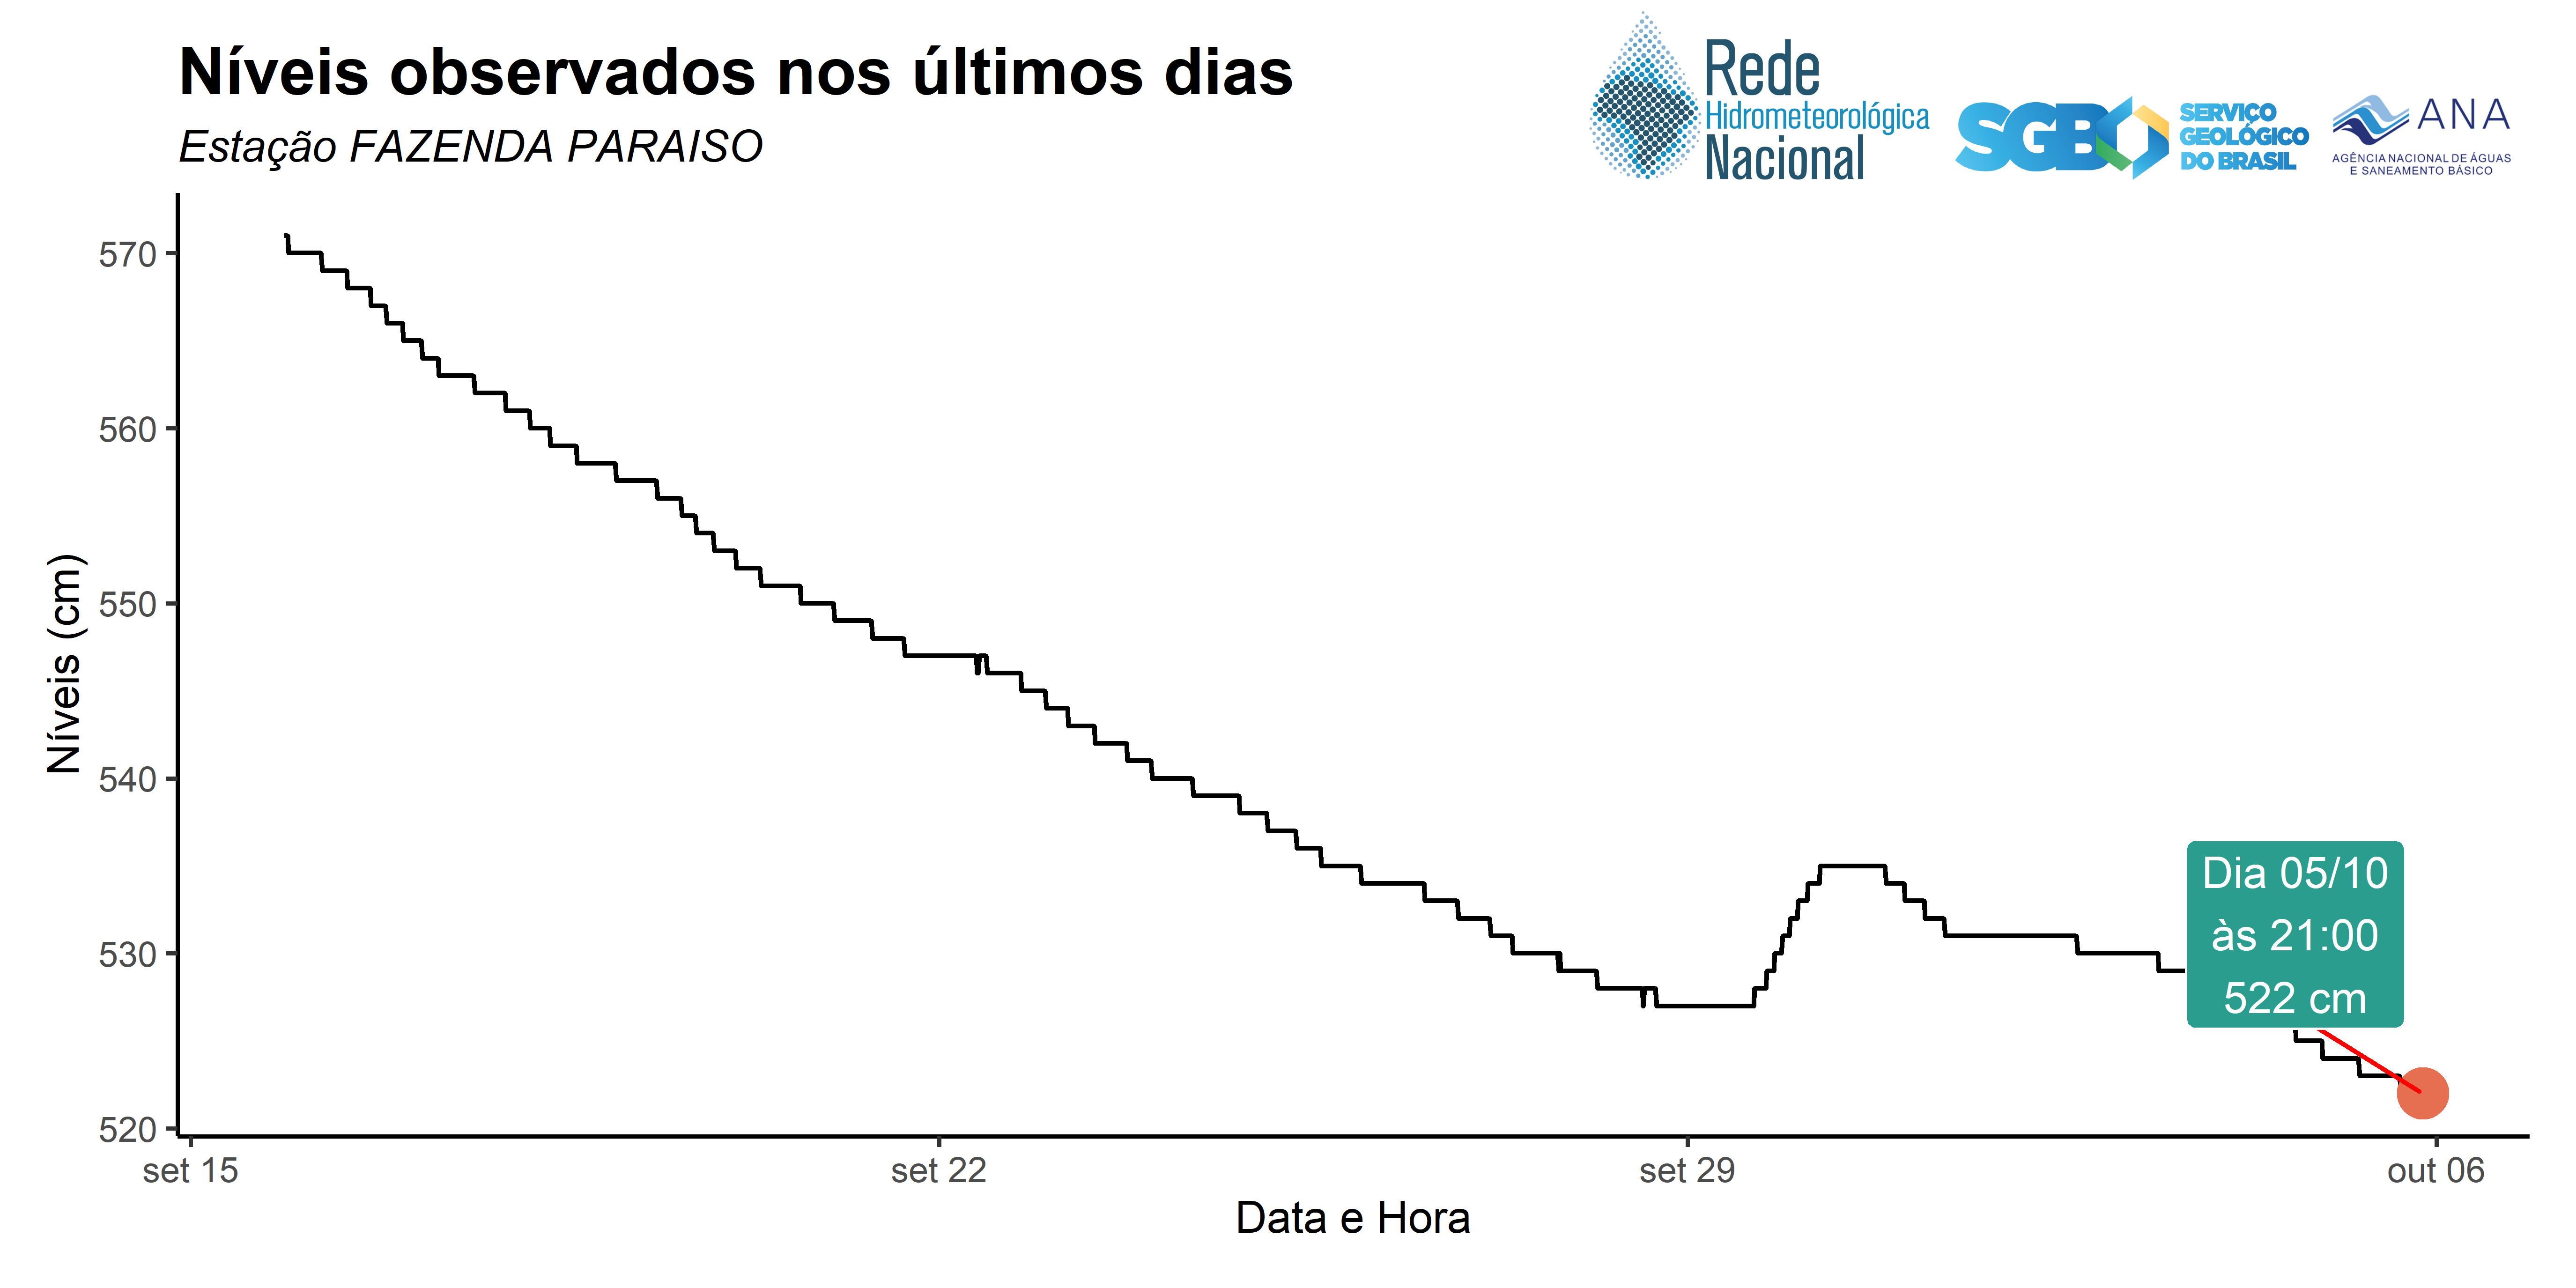 Níveis observados nos últimos dias
Estação FAZENDA PARAISO
Rede
Hidrometeorológica
Nacional
SGB
SERVIÇO
GEOLÓGICO
DO BRASIL
ANA
AGÊNCIA NACIONAL DE ÁGUAS
E SANEAMENTO BÁSICO
Níveis (cm)
570
560
550
540
530
520
Dia 05/10
às 21:00
522 cm
set 15
set 22
set 29
out 06
Data e Hora